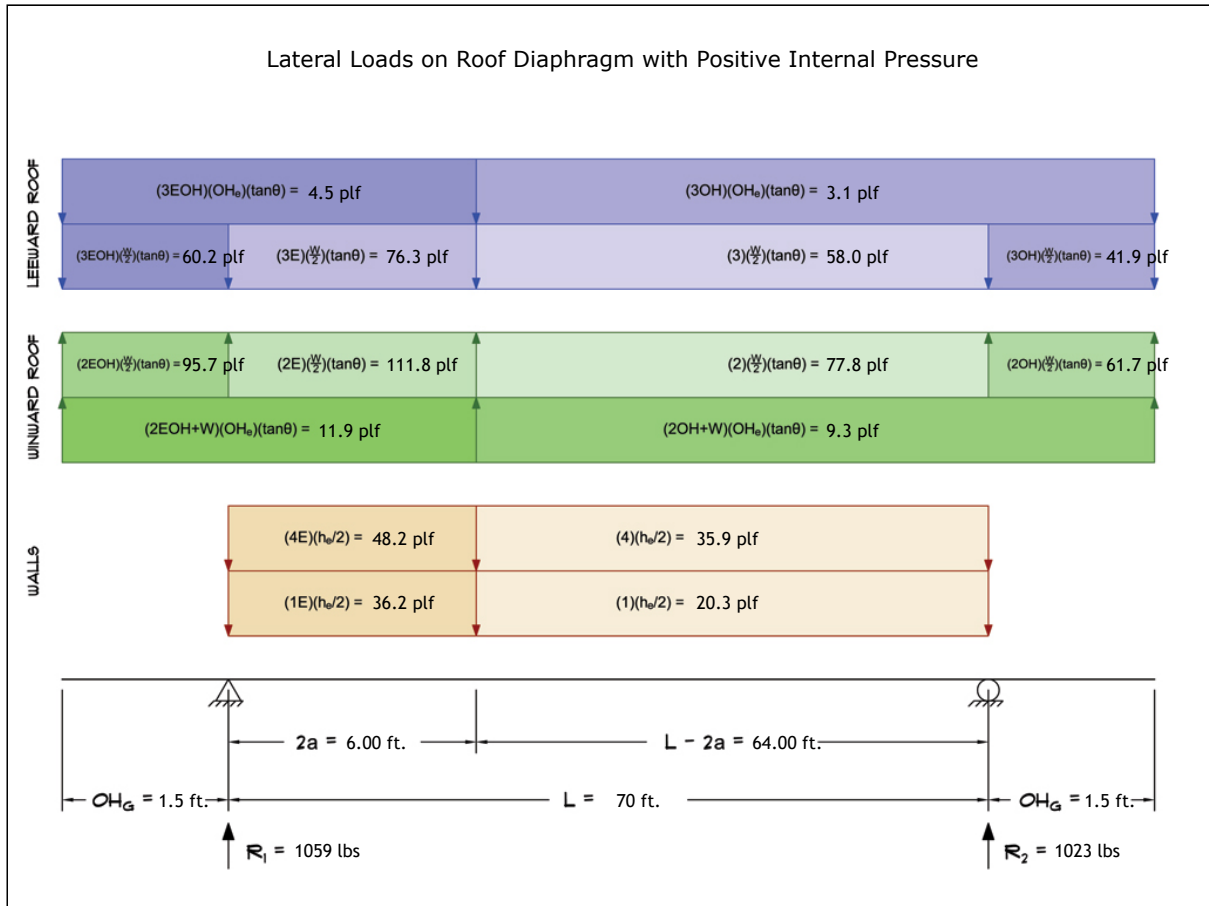 Lateral Loads on Roof Diaphragm with Positive Internal Pressure
LEEWARD ROOF
(3EOH)(OHₑ)(tanθ) = 4.5 plf
(3OH)(OHₑ)(tanθ) = 3.1 plf
(3EOH)(W/2)(tanθ) = 60.2 plf
(3E)(W/2)(tanθ) = 76.3 plf
(3)(W/2)(tanθ) = 58.0 plf
(3OH)(W/2)(tanθ) = 41.9 plf
WINWARD ROOF
(2EOH)(W/2)(tanθ) = 95.7 plf
(2E)(W/2)(tanθ) = 111.8 plf
(2)(W/2)(tanθ) = 77.8 plf
(2OH)(W/2)(tanθ) = 61.7 plf
(2EOH+W)(OHₑ)(tanθ) = 11.9 plf
(2OH+W)(OHₑ)(tanθ) = 9.3 plf
WALLS
(4E)(hₑ/2) = 48.2 plf
(4)(hₑ/2) = 35.9 plf
(1E)(hₑ/2) = 36.2 plf
(1)(hₑ/2) = 20.3 plf
2a = 6.00 ft.
L - 2a = 64.00 ft.
OH_G = 1.5 ft.
L = 70 ft.
OH_G = 1.5 ft.
R₁ = 1059 lbs
R₂ = 1023 lbs